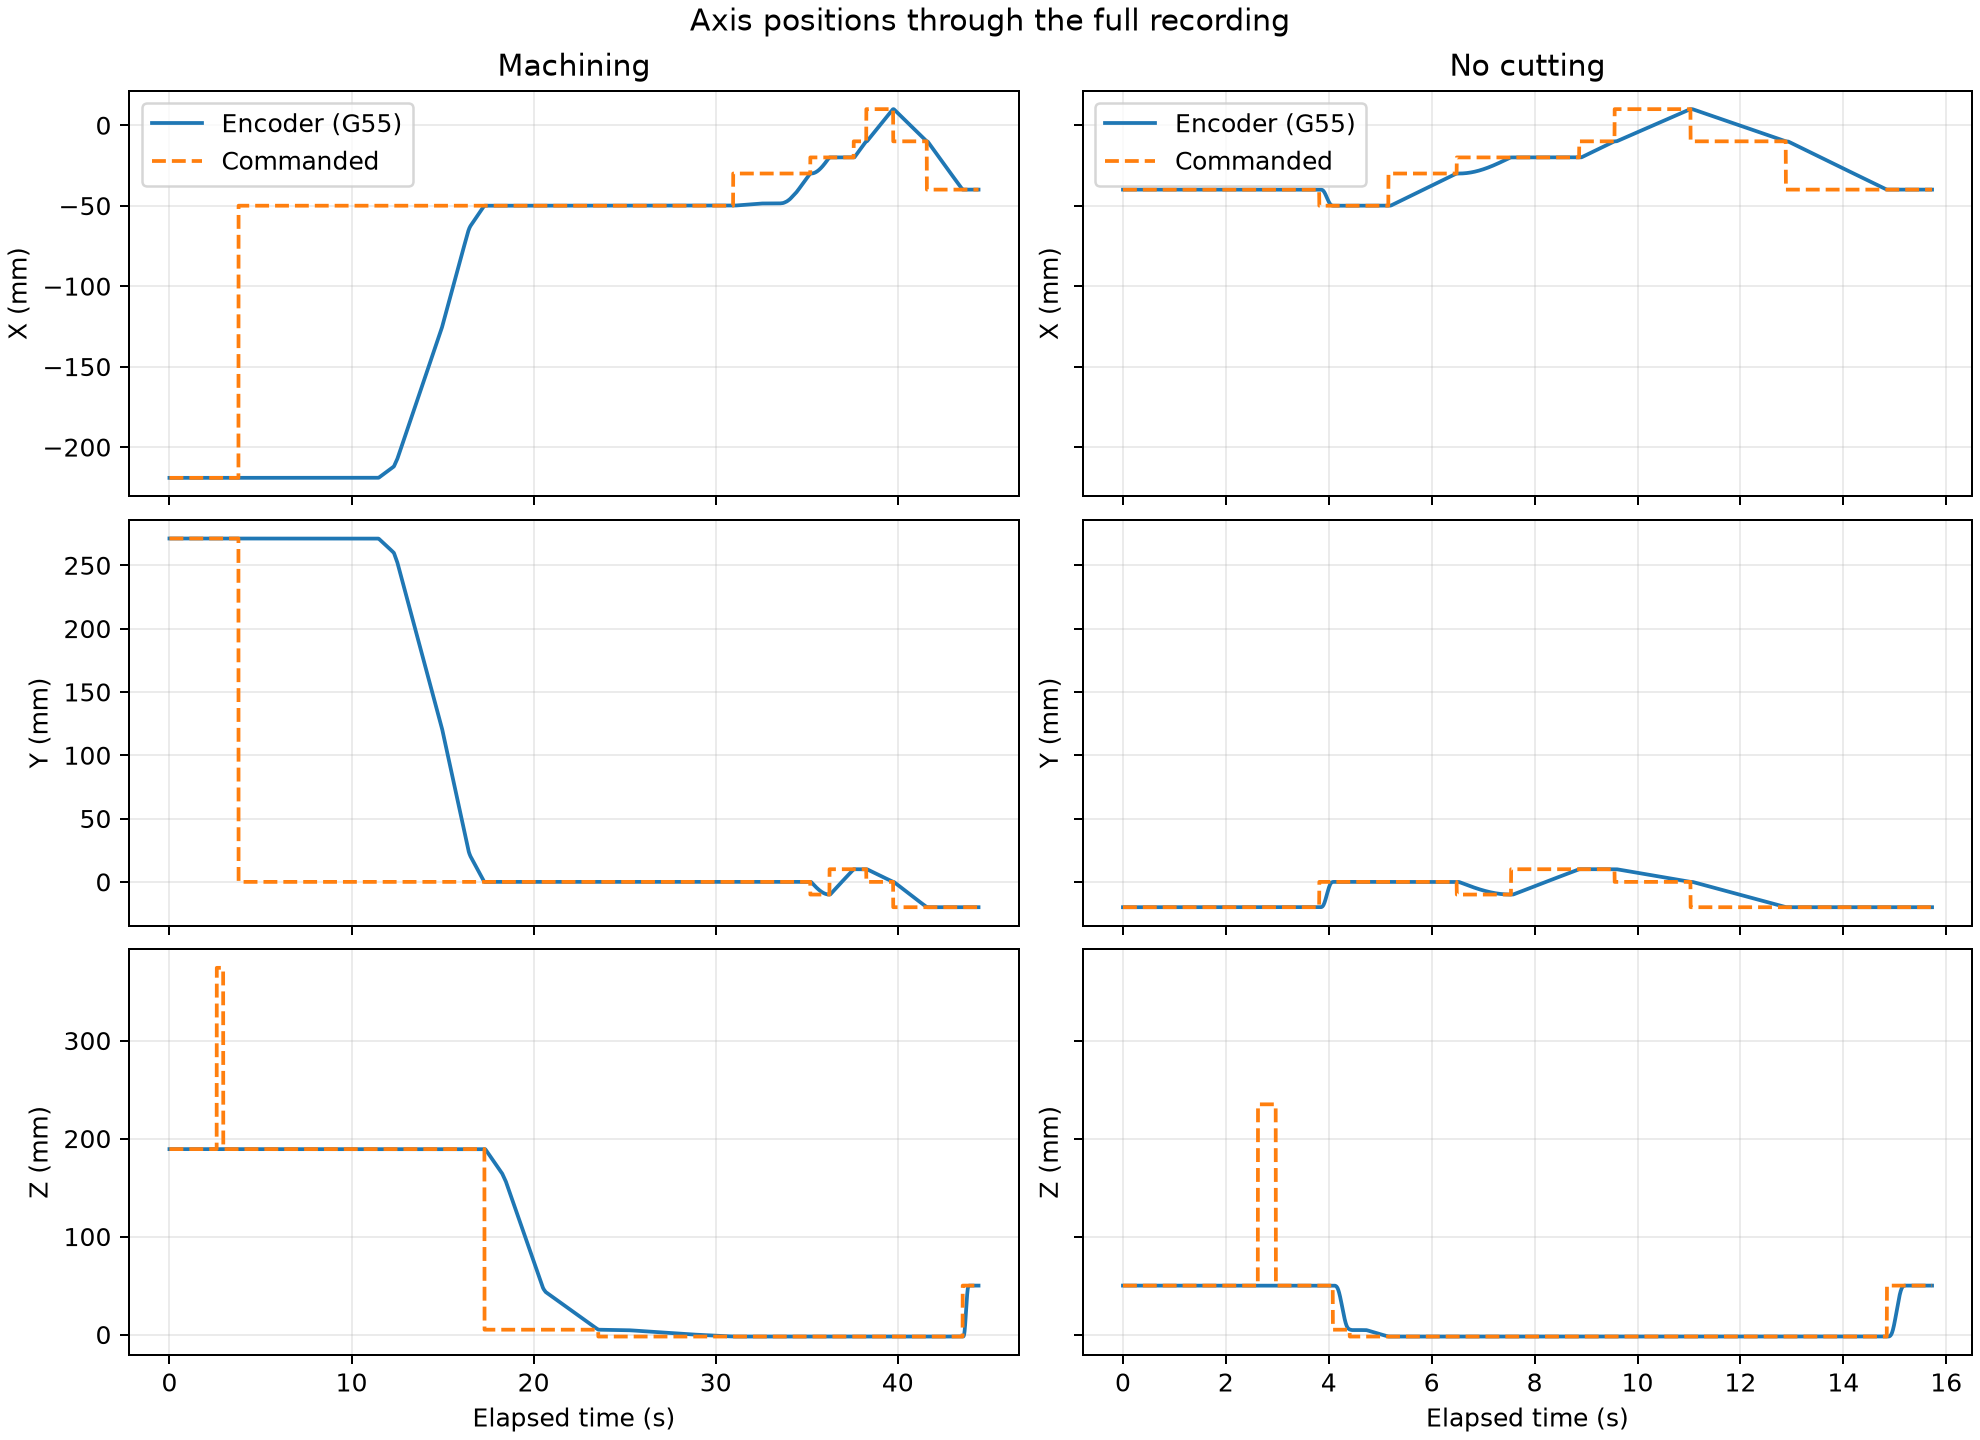 Axis positions through the full recording
Machining
No cutting
Encoder (G55)
Commanded
Encoder (G55)
Commanded
0
−50
−100
−150
−200
X (mm)
X (mm)
250
200
150
100
50
0
Y (mm)
Y (mm)
300
200
100
0
Z (mm)
Z (mm)
0 10 20 30 40
0 2 4 6 8 10 12 14 16
Elapsed time (s)
Elapsed time (s)